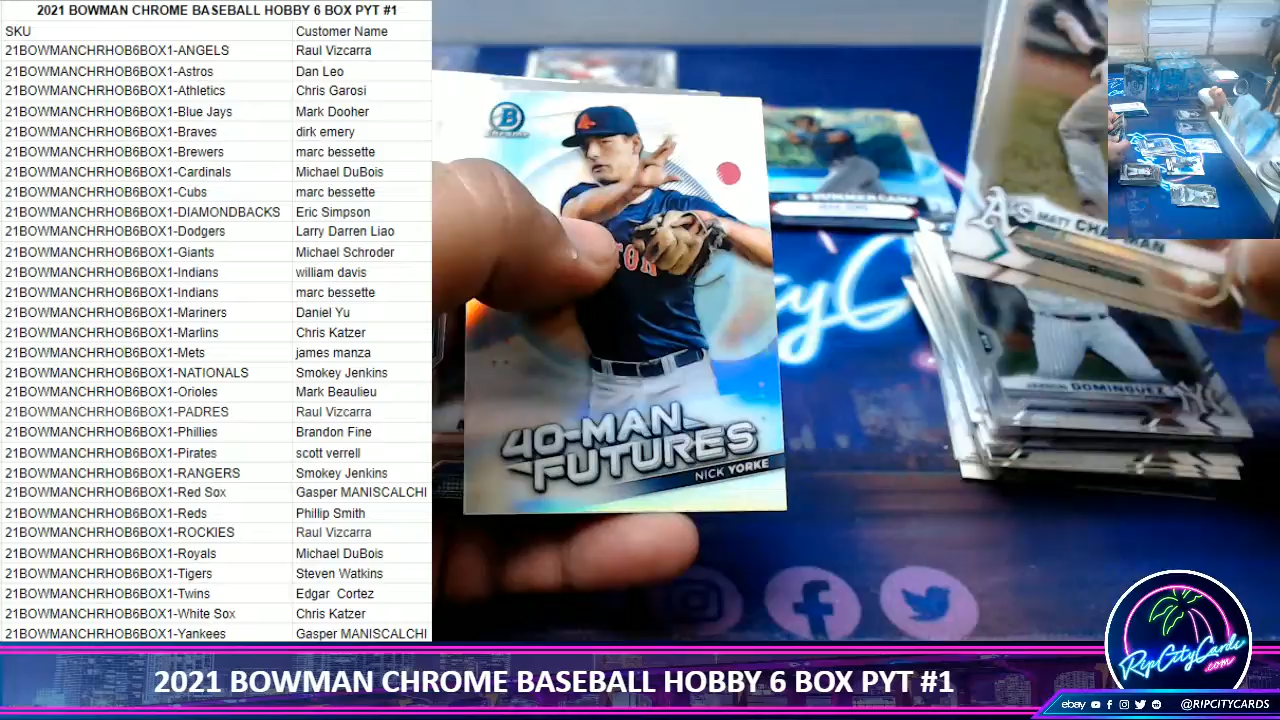 2021 BOWMAN CHROME BASEBALL HOBBY 6 BOX PYT #1
SKU Customer Name
21BOWMANCHRHOB6BOX1-ANGELS Raul Vizcarra
21BOWMANCHRHOB6BOX1-Astros Dan Leo
21BOWMANCHRHOB6BOX1-Athletics Chris Garosi
21BOWMANCHRHOB6BOX1-Blue Jays Mark Dooher
21BOWMANCHRHOB6BOX1-Braves dirk emery
21BOWMANCHRHOB6BOX1-Brewers marc bessette
21BOWMANCHRHOB6BOX1-Cardinals Michael DuBois
21BOWMANCHRHOB6BOX1-Cubs marc bessette
21BOWMANCHRHOB6BOX1-DIAMONDBACKS Eric Simpson
21BOWMANCHRHOB6BOX1-Dodgers Larry Darren Liao
21BOWMANCHRHOB6BOX1-Giants Michael Schroder
21BOWMANCHRHOB6BOX1-Indians william davis
21BOWMANCHRHOB6BOX1-Indians marc bessette
21BOWMANCHRHOB6BOX1-Mariners Daniel Yu
21BOWMANCHRHOB6BOX1-Marlins Chris Katzer
21BOWMANCHRHOB6BOX1-Mets james manza
21BOWMANCHRHOB6BOX1-NATIONALS Smokey Jenkins
21BOWMANCHRHOB6BOX1-Orioles Mark Beaulieu
21BOWMANCHRHOB6BOX1-PADRES Raul Vizcarra
21BOWMANCHRHOB6BOX1-Phillies Brandon Fine
21BOWMANCHRHOB6BOX1-Pirates scott verrell
21BOWMANCHRHOB6BOX1-RANGERS Smokey Jenkins
21BOWMANCHRHOB6BOX1-Red Sox Gasper MANISCALCHI
21BOWMANCHRHOB6BOX1-Reds Phillip Smith
21BOWMANCHRHOB6BOX1-ROCKIES Raul Vizcarra
21BOWMANCHRHOB6BOX1-Royals Michael DuBois
21BOWMANCHRHOB6BOX1-Tigers Steven Watkins
21BOWMANCHRHOB6BOX1-Twins Edgar Cortez
21BOWMANCHRHOB6BOX1-White Sox Chris Katzer
21BOWMANCHRHOB6BOX1-Yankees Gasper MANISCALCHI
B
Chrome
40-MAN
FUTURES
NICK YORKE
A's
DOMINGUEZ
RipCityCards
.com
2021 BOWMAN CHROME BASEBALL HOBBY 6 BOX PYT #1
ebay @RIPCITYCARDS